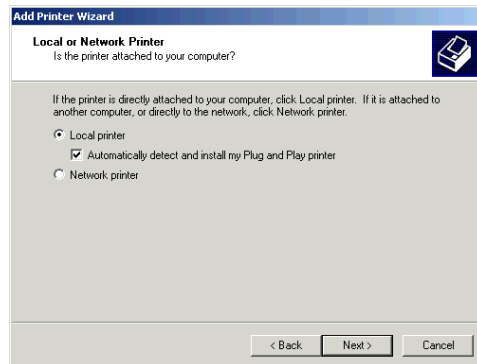 Add Printer Wizard
Local or Network Printer
Is the printer attached to your computer?
If the printer is directly attached to your computer, click Local printer. If it is attached to
another computer, or directly to the network, click Network printer.
Local printer
Automatically detect and install my Plug and Play printer
Network printer
< Back Next > Cancel